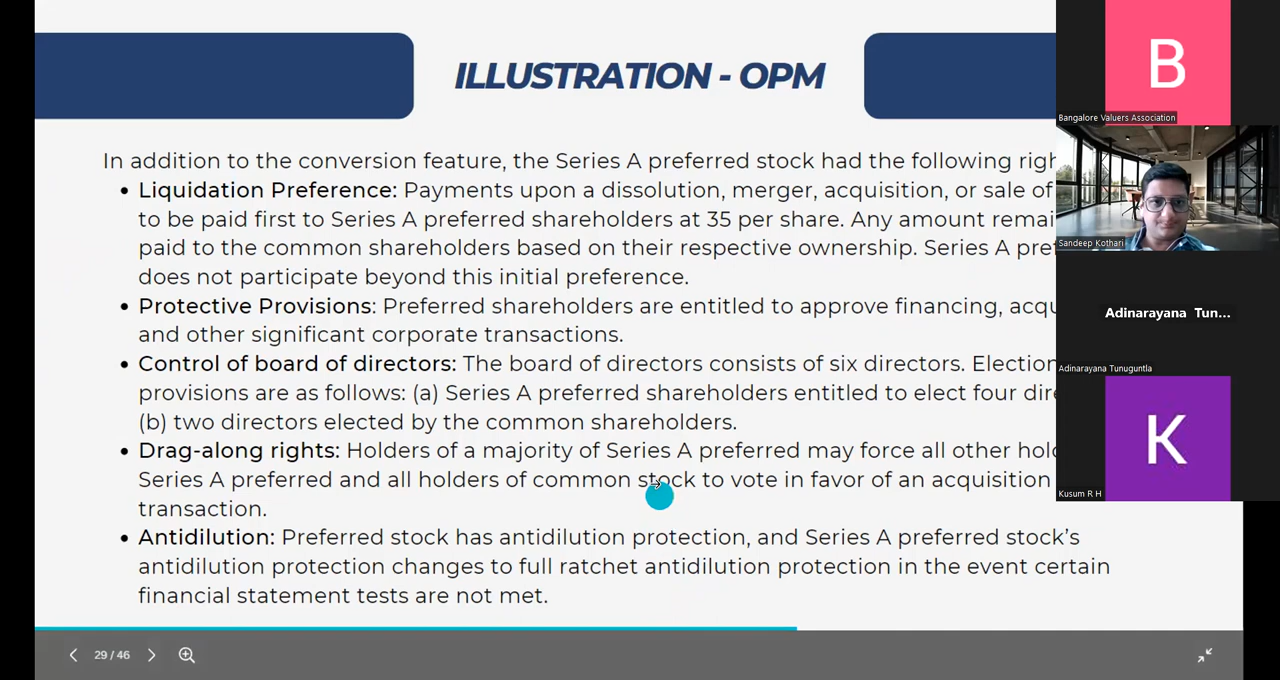 ILLUSTRATION - OPM
In addition to the conversion feature, the Series A preferred stock had the following
Liquidation Preference: Payments upon a dissolution, merger, acquisition, or sale of
to be paid first to Series A preferred shareholders at 35 per share. Any amount
paid to the common shareholders based on their respective ownership. Series A
does not participate beyond this initial preference.
Protective Provisions: Preferred shareholders are entitled to approve financing,
and other significant corporate transactions.
Control of board of directors: The board of directors consists of six directors. Election
provisions are as follows: (a) Series A preferred shareholders entitled to elect four
(b) two directors elected by the common shareholders.
Drag-along rights: Holders of a majority of Series A preferred may force all other
Series A preferred and all holders of common stock to vote in favor of an acquisition
transaction.
Antidilution: Preferred stock has antidilution protection, and Series A preferred stock's
antidilution protection changes to full ratchet antidilution protection in the event certain
financial statement tests are not met.
29 / 46
B
Bangalore Valuers Association
Sandeep Kothari
Adinarayana Tun...
Adinarayana Tunuguntla
K
Kusum R H